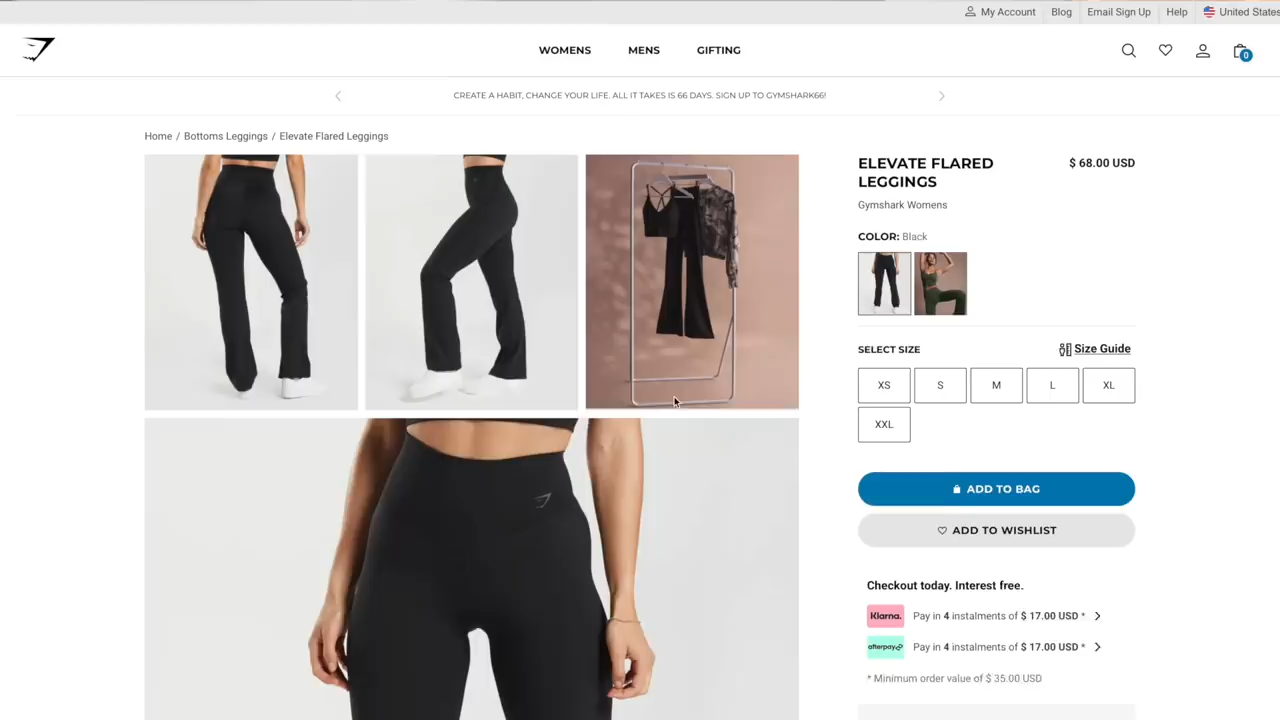 My Account
Blog
Email Sign Up
Help
United States
WOMENS
MENS
GIFTING
0
CREATE A HABIT, CHANGE YOUR LIFE. ALL IT TAKES IS 66 DAYS. SIGN UP TO GYMSHARK66!
Home / Bottoms Leggings / Elevate Flared Leggings
ELEVATE FLARED
LEGGINGS
$ 68.00 USD
Gymshark Womens
COLOR: Black
SELECT SIZE
Size Guide
XS
S
M
L
XL
XXL
ADD TO BAG
ADD TO WISHLIST
Checkout today. Interest free.
Klarna.
Pay in 4 instalments of $ 17.00 USD *
afterpay
Pay in 4 instalments of $ 17.00 USD *
* Minimum order value of $ 35.00 USD